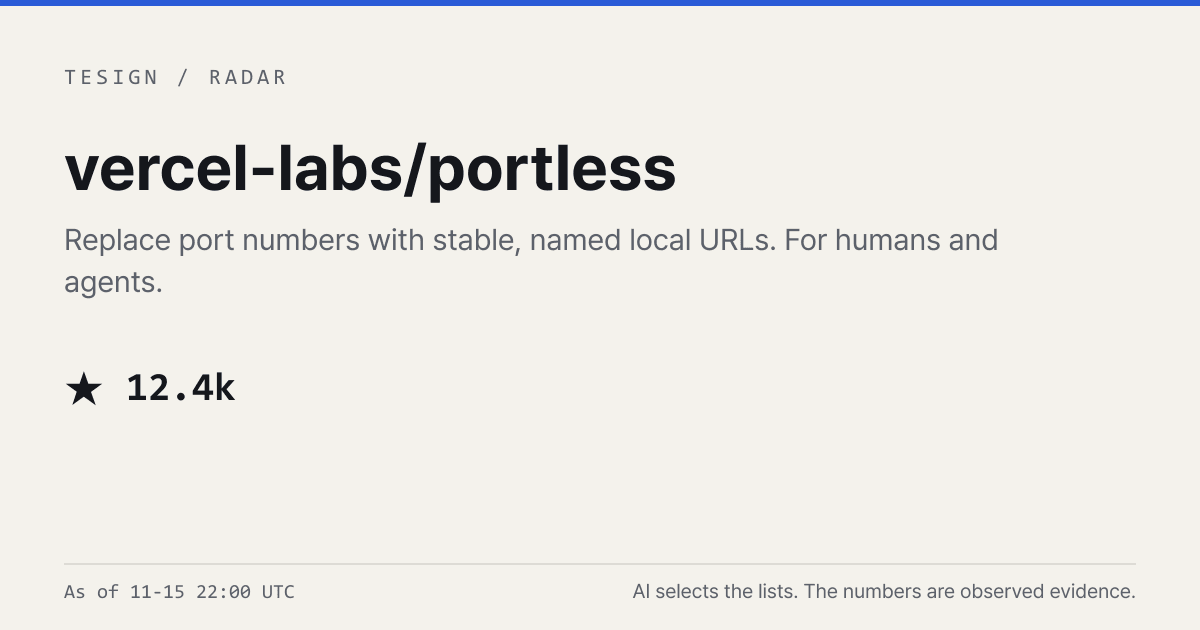 TESIGN / RADAR
vercel-labs/portless
Replace port numbers with stable, named local URLs. For humans and
agents.
★ 12.4k
As of 11-15 22:00 UTC
AI selects the lists. The numbers are observed evidence.